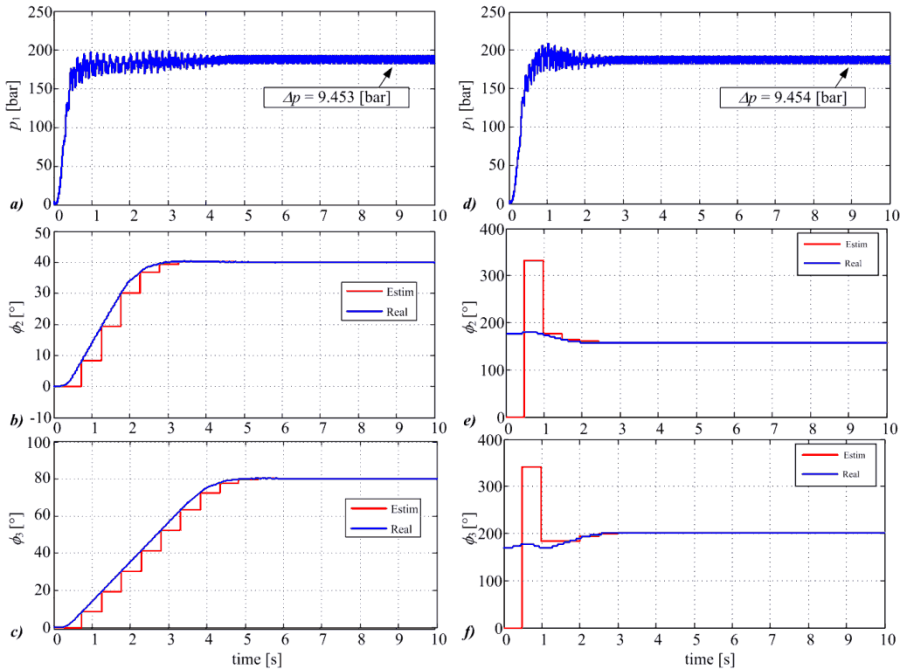 250
200
150
100
50
0
p1 [bar]
Δp = 9.453 [bar]
a)
0 1 2 3 4 5 6 7 8 9 10
250
200
150
100
50
0
p1 [bar]
Δp = 9.454 [bar]
d)
0 1 2 3 4 5 6 7 8 9 10
50
40
30
20
10
0
-10
ϕ2 [°]
Estim
Real
b)
0 1 2 3 4 5 6 7 8 9 10
400
300
200
100
0
ϕ2 [°]
Estim
Real
e)
0 1 2 3 4 5 6 7 8 9 10
100
80
60
40
20
0
ϕ3 [°]
Estim
Real
c)
0 1 2 3 4 5 6 7 8 9 10
time [s]
400
300
200
100
0
ϕ3 [°]
Estim
Real
f)
0 1 2 3 4 5 6 7 8 9 10
time [s]